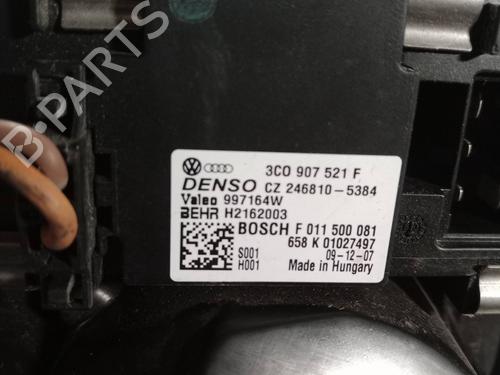 B-PARTS
3C0 907 521 F
DENSO CZ 246810-5384
Valeo 997164W
BEHR H2162003
BOSCH F 011 500 081
658 K 01027497
S001 09-12-07
H001 Made in Hungary